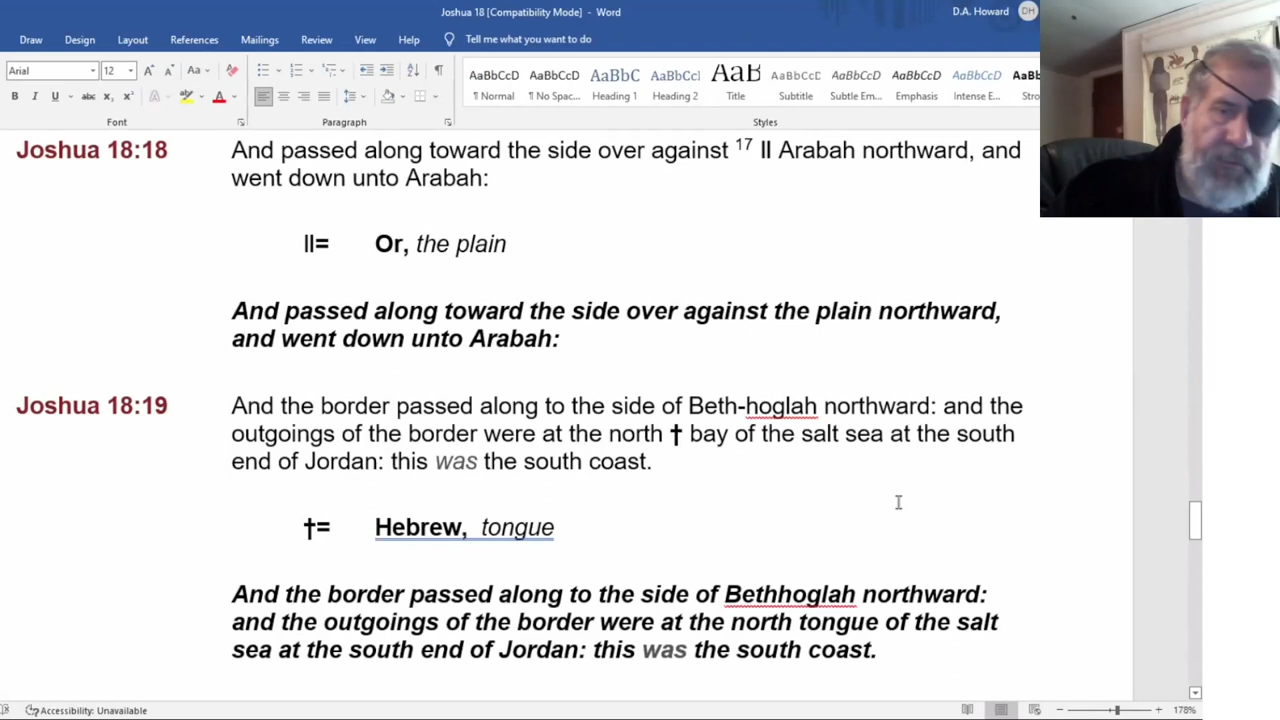 Joshua 18 [Compatibility Mode] - Word
D.A. Howard DH
Draw Design Layout References Mailings Review View Help Tell me what you want to do
Arial 12 Aa
AaBbCcD AaBbCcD AaBbC AaBbCcl AaB AaBbCcD AaBbCcD AaBbCcD AaBbCcD AaBb
B I U abc x₂ x² A A
¶ Normal ¶ No Spac... Heading 1 Heading 2 Title Subtitle Subtle Em... Emphasis Intense E... Stro
Font Paragraph Styles
Joshua 18:18 And passed along toward the side over against 17 ll Arabah northward, and
went down unto Arabah:
ll= Or, the plain
And passed along toward the side over against the plain northward,
and went down unto Arabah:
Joshua 18:19 And the border passed along to the side of Beth-hoglah northward: and the
outgoings of the border were at the north † bay of the salt sea at the south
end of Jordan: this was the south coast.
†= Hebrew, tongue
And the border passed along to the side of Bethhoglah northward:
and the outgoings of the border were at the north tongue of the salt
sea at the south end of Jordan: this was the south coast.
Accessibility: Unavailable
178%